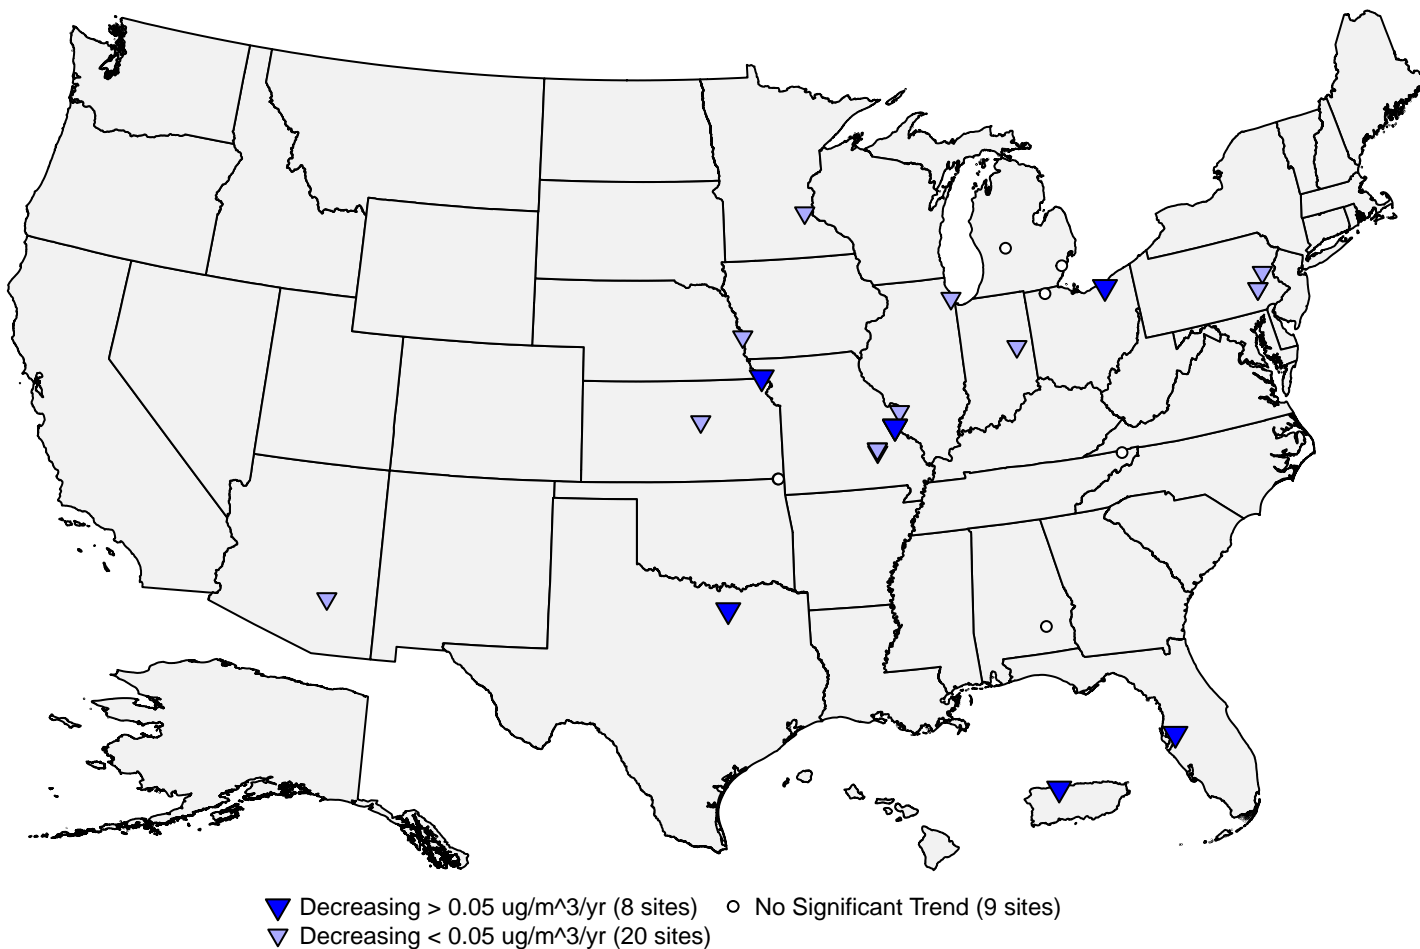 Decreasing > 0.05 ug/m^3/yr (8 sites) No Significant Trend (9 sites)
Decreasing < 0.05 ug/m^3/yr (20 sites)